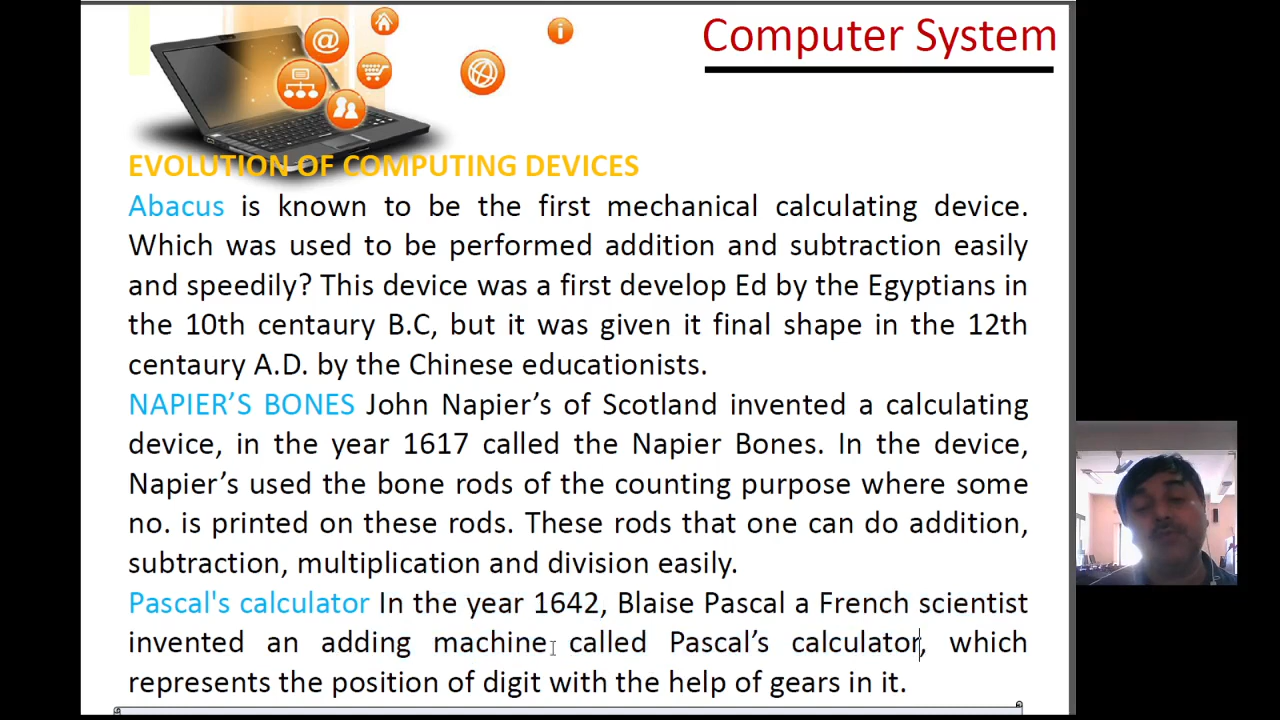 Computer System
EVOLUTION OF COMPUTING DEVICES
Abacus is known to be the first mechanical calculating device.
Which was used to be performed addition and subtraction easily
and speedily? This device was a first develop Ed by the Egyptians in
the 10th centaury B.C, but it was given it final shape in the 12th
centaury A.D. by the Chinese educationists.
NAPIER’S BONES John Napier’s of Scotland invented a calculating
device, in the year 1617 called the Napier Bones. In the device,
Napier’s used the bone rods of the counting purpose where some
no. is printed on these rods. These rods that one can do addition,
subtraction, multiplication and division easily.
Pascal's calculator In the year 1642, Blaise Pascal a French scientist
invented an adding machine called Pascal’s calculator, which
represents the position of digit with the help of gears in it.